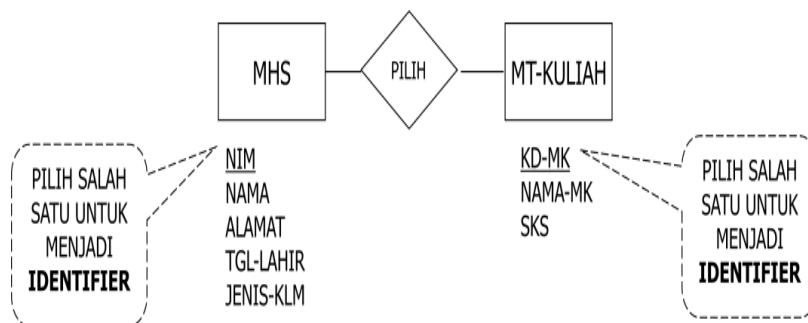 MHS
PILIH
MT-KULIAH
PILIH SALAH
SATU UNTUK
MENJADI
IDENTIFIER
NIM
NAMA
ALAMAT
TGL-LAHIR
JENIS-KLM
KD-MK
NAMA-MK
SKS
PILIH SALAH
SATU UNTUK
MENJADI
IDENTIFIER